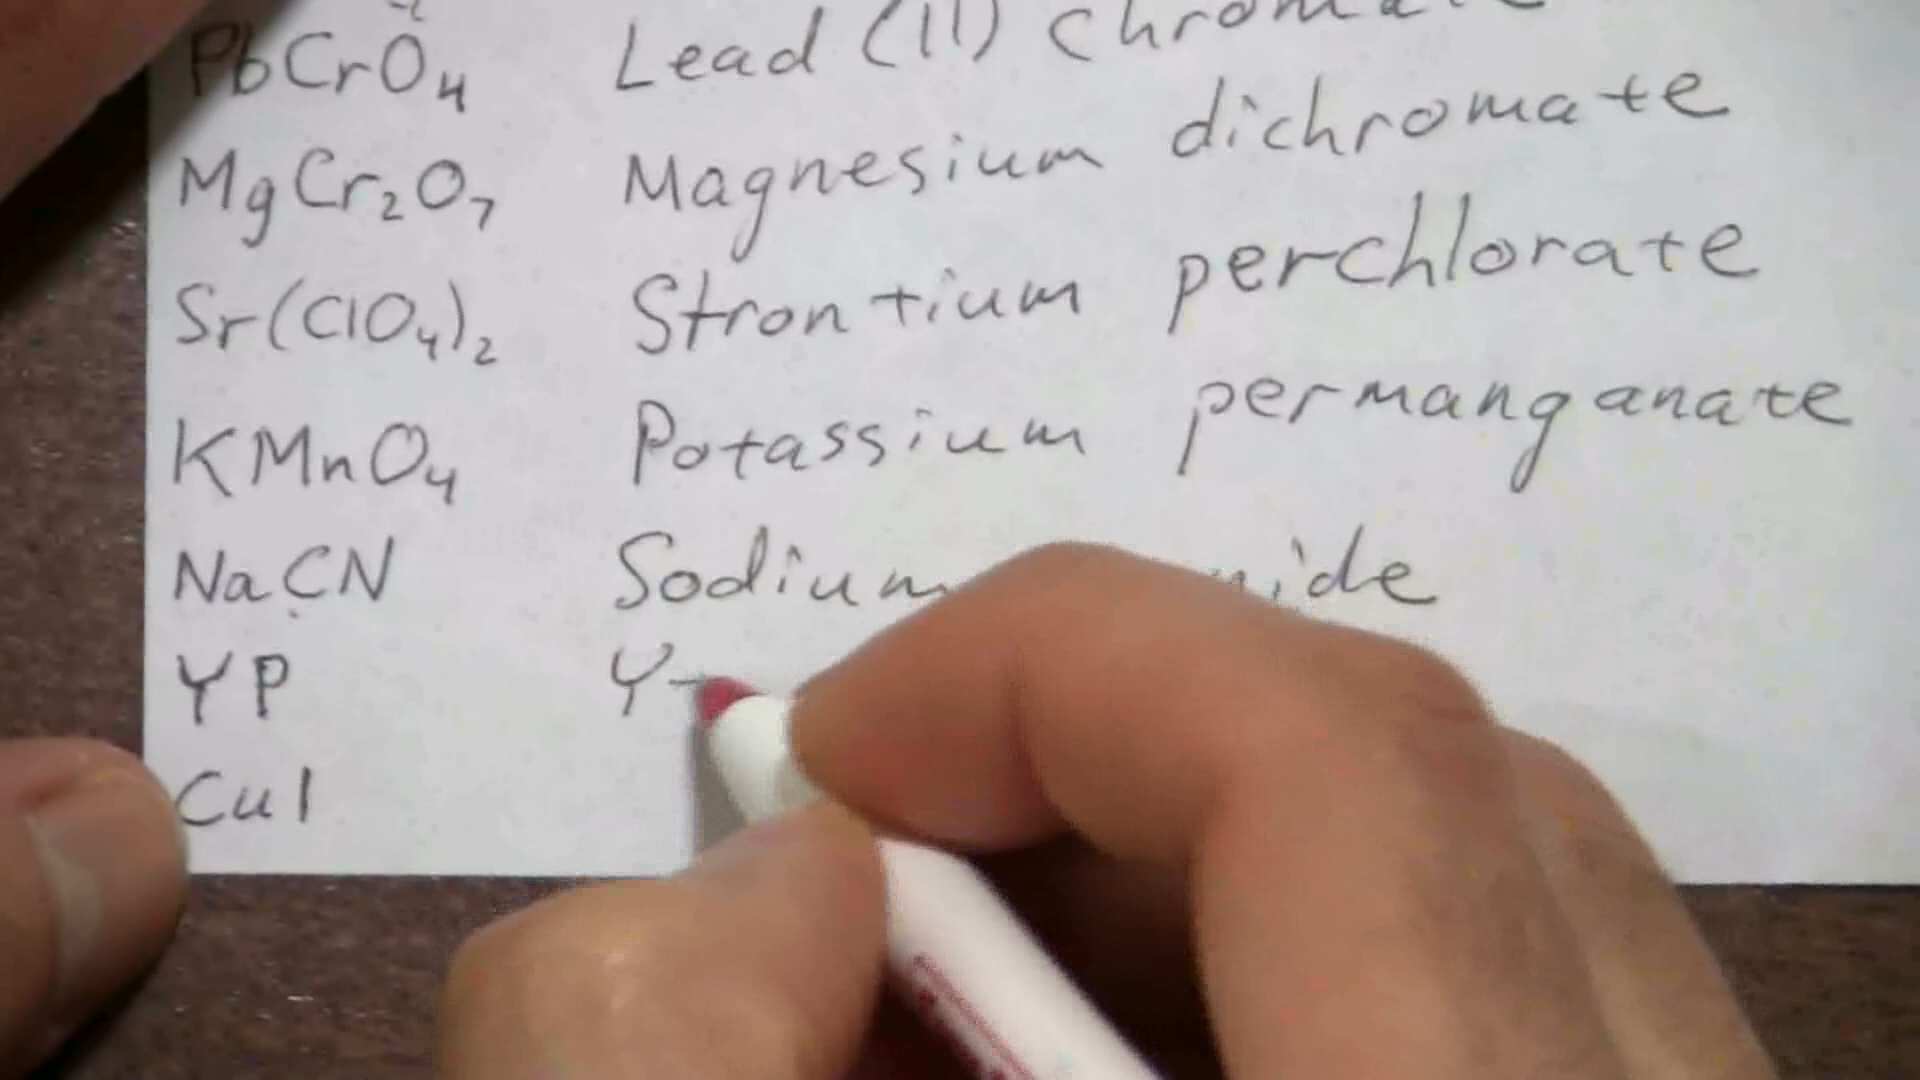 PbCrO4 Lead (II) Chromate
MgCr2O7 Magnesium dichromate
Sr(ClO4)2 Strontium perchlorate
KMnO4 Potassium permanganate
NaCN Sodium
YP Y
CuI